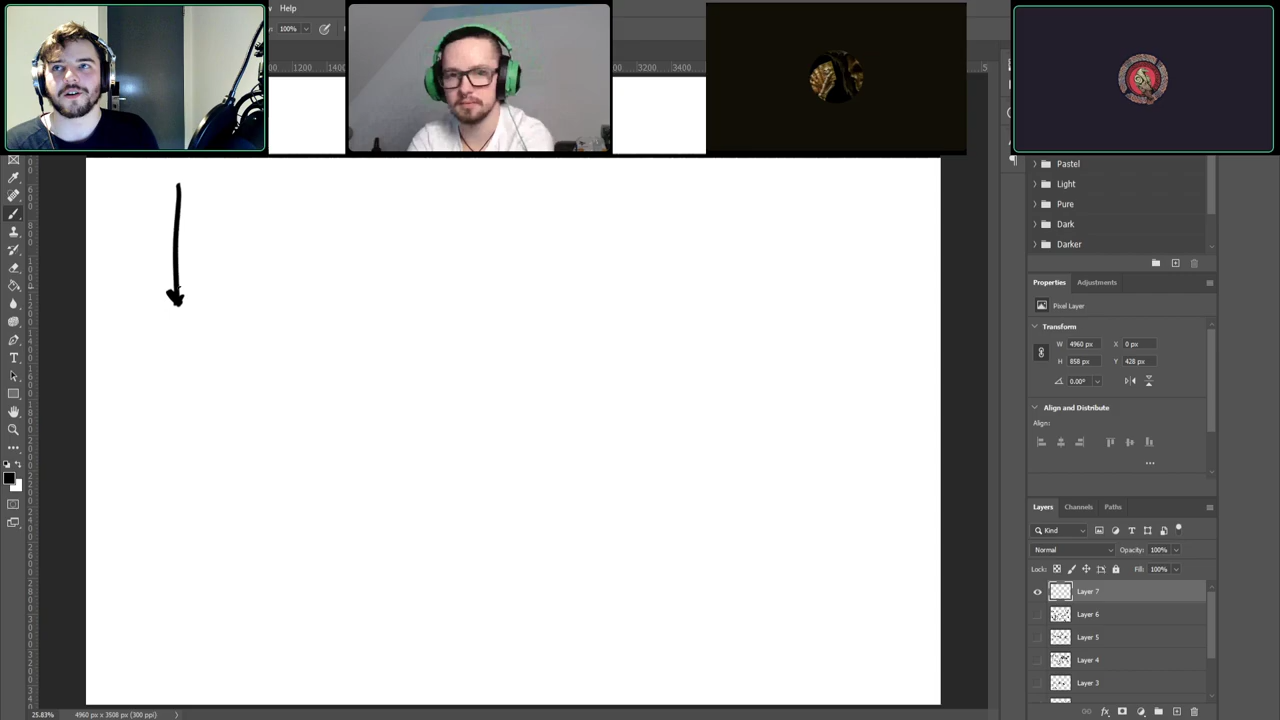 Help
100%
1200
1400
3200
3400
5
Pastel
Light
Pure
Dark
Darker
Properties
Adjustments
Pixel Layer
Transform
W 4960 px X 0 px
H 858 px Y 428 px
0.00°
Align and Distribute
Align:
Layers
Channels
Paths
Kind
Normal
Opacity: 100%
Lock:
Fill: 100%
Layer 7
Layer 6
Layer 5
Layer 4
Layer 3
25.83%
4960 px x 3508 px (300 ppi)